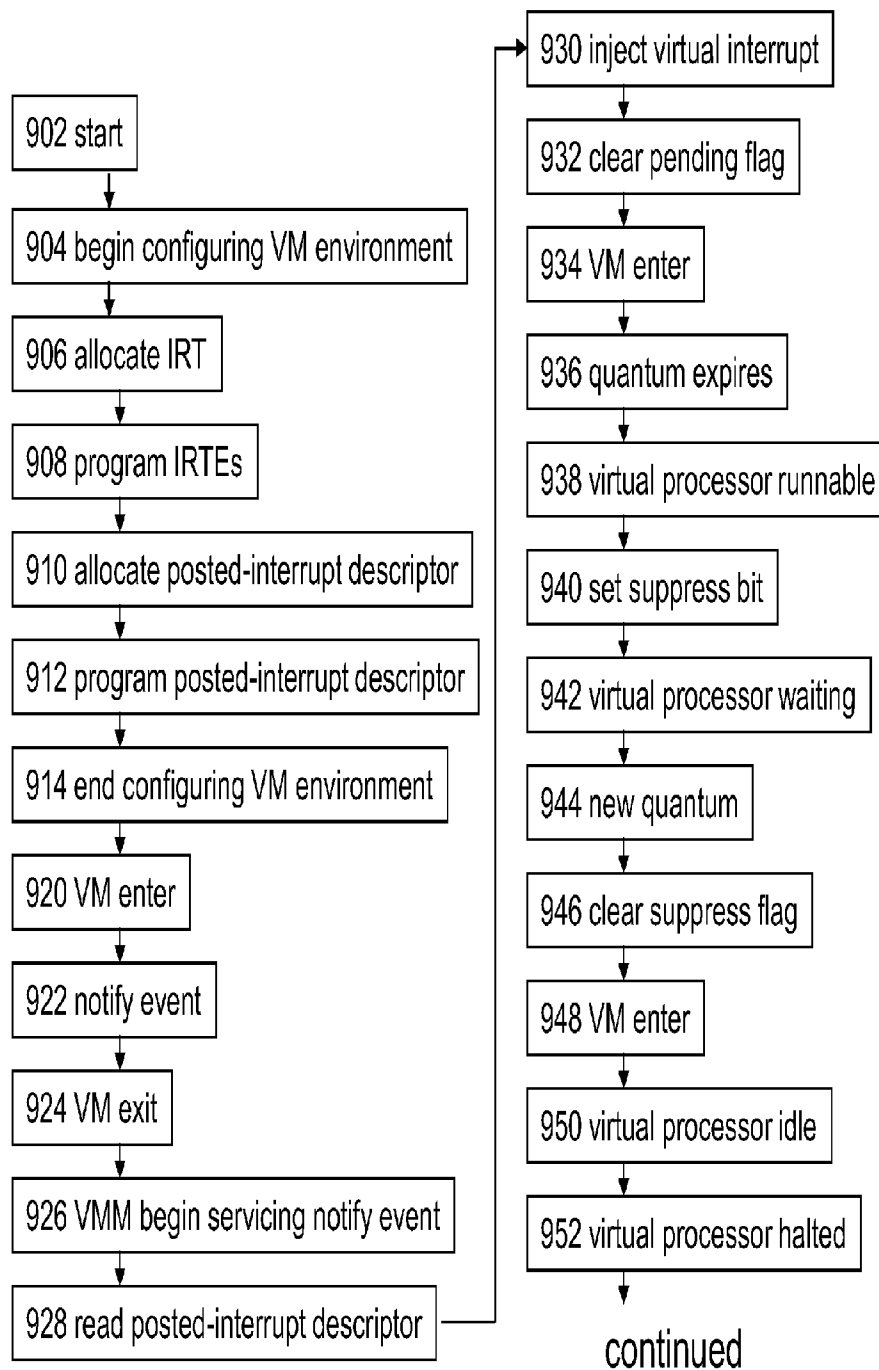 902 start
904 begin configuring VM environment
906 allocate IRT
908 program IRTEs
910 allocate posted-interrupt descriptor
912 program posted-interrupt descriptor
914 end configuring VM environment
920 VM enter
922 notify event
924 VM exit
926 VMM begin servicing notify event
928 read posted-interrupt descriptor
930 inject virtual interrupt
932 clear pending flag
934 VM enter
936 quantum expires
938 virtual processor runnable
940 set suppress bit
942 virtual processor waiting
944 new quantum
946 clear suppress flag
948 VM enter
950 virtual processor idle
952 virtual processor halted
continued